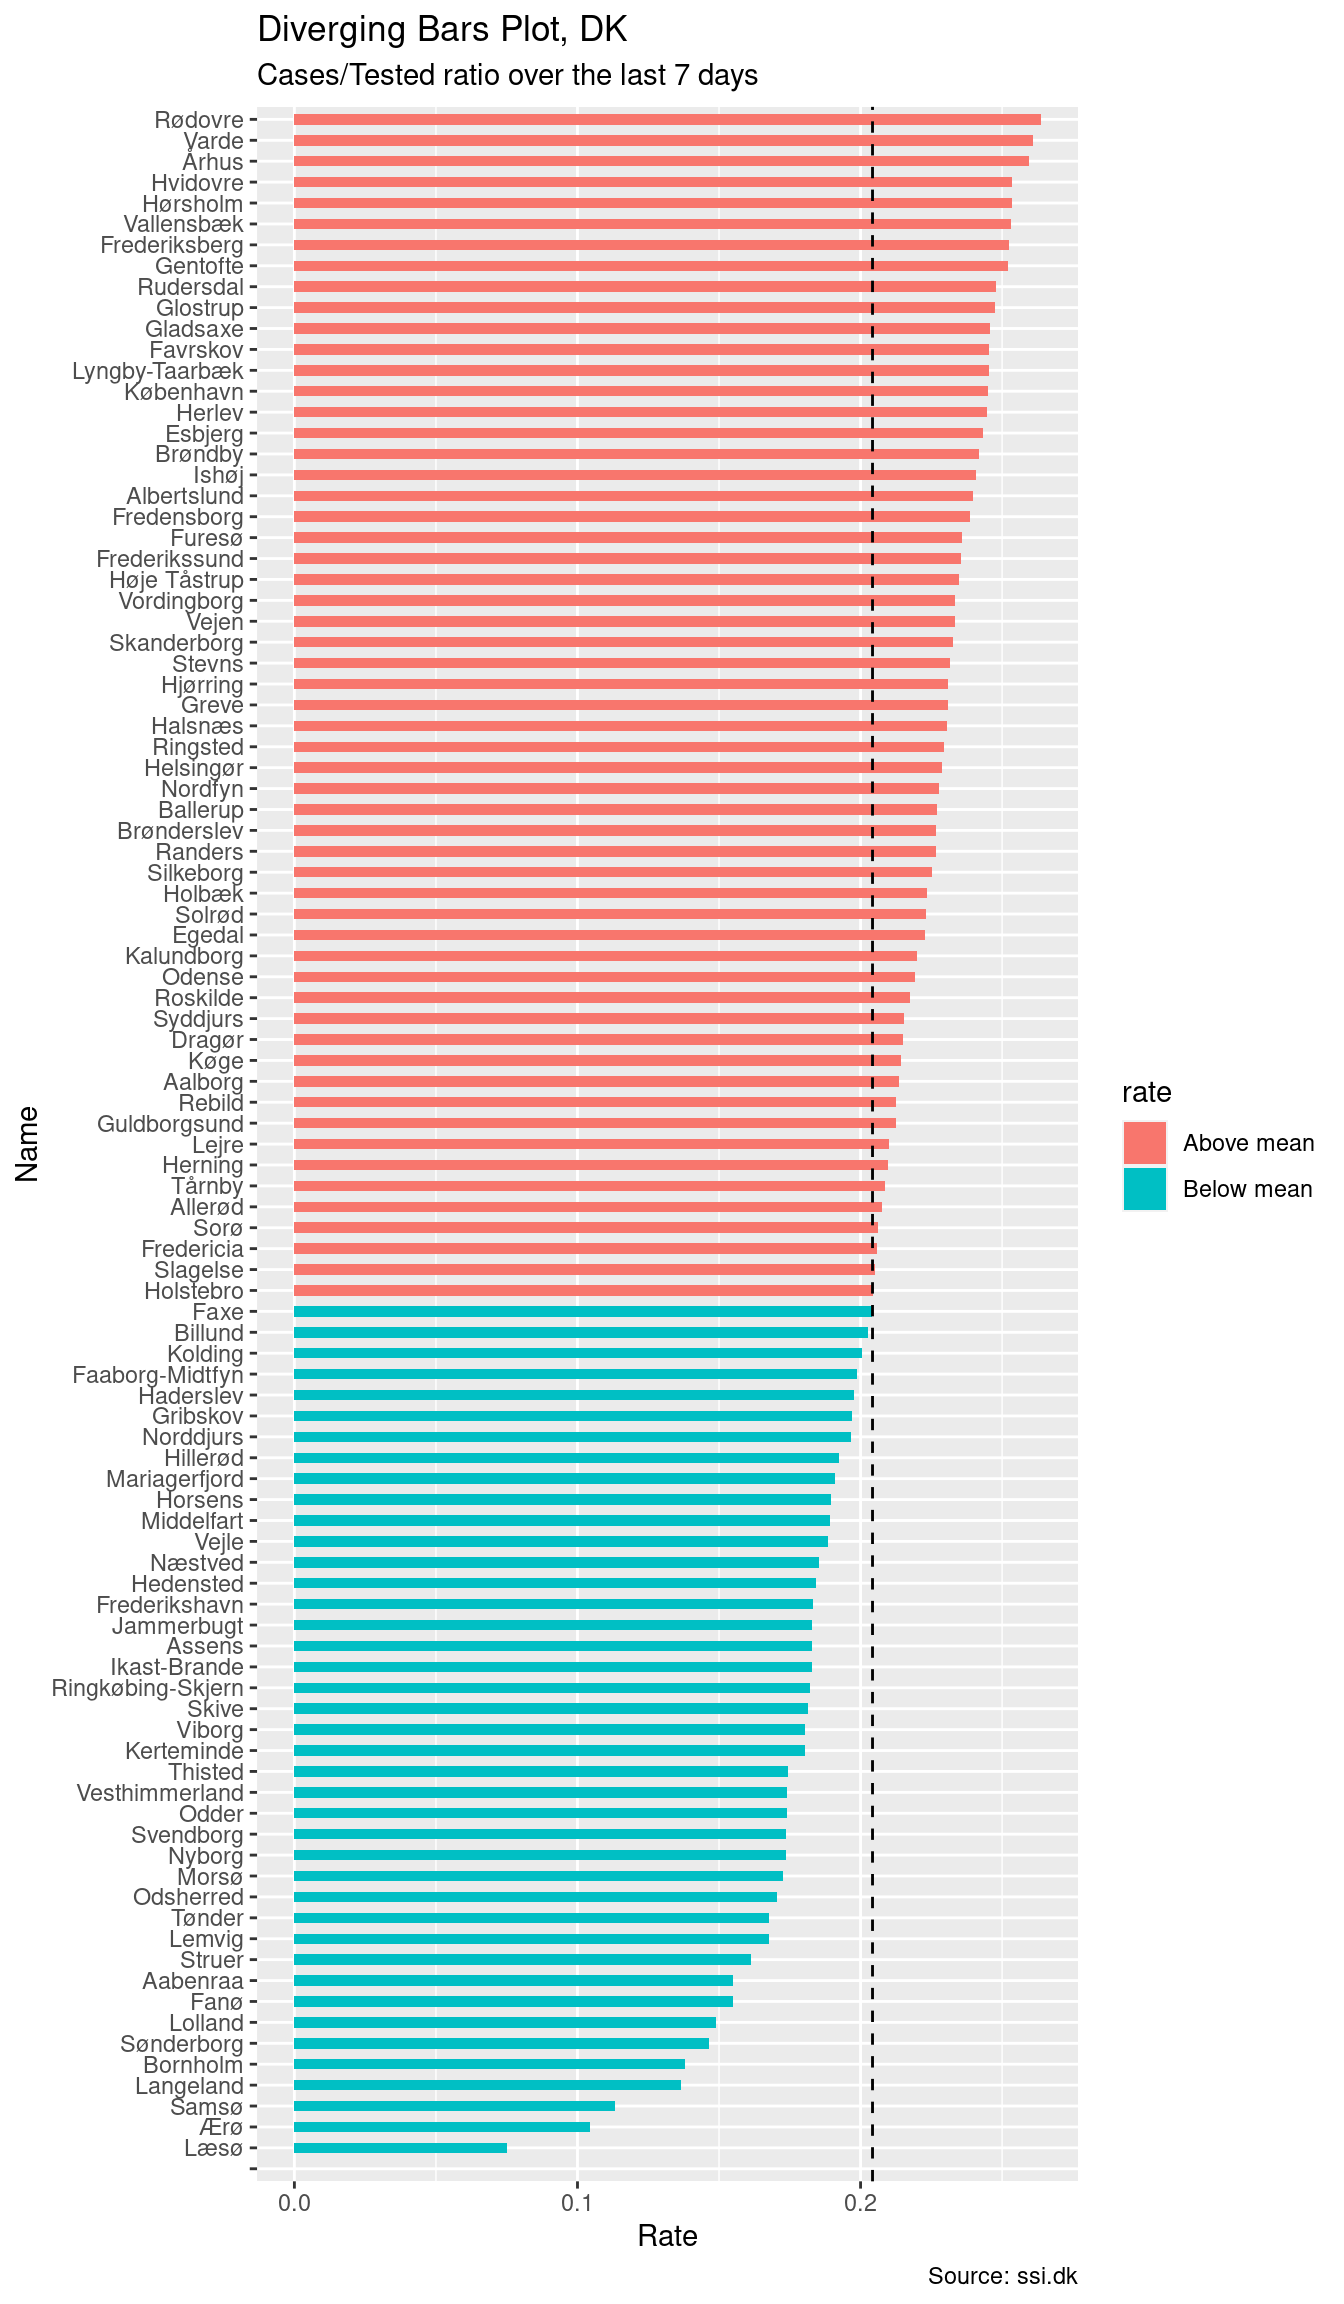 Diverging Bars Plot, DK
Cases/Tested ratio over the last 7 days
Rødovre
Varde
Århus
Hvidovre
Hørsholm
Vallensbæk
Frederiksberg
Gentofte
Rudersdal
Glostrup
Gladsaxe
Favrskov
Lyngby-Taarbæk
København
Herlev
Esbjerg
Brøndby
Ishøj
Albertslund
Fredensborg
Furesø
Frederikssund
Høje Tåstrup
Vordingborg
Vejen
Skanderborg
Stevns
Hjørring
Greve
Halsnæs
Ringsted
Helsingør
Nordfyn
Ballerup
Brønderslev
Randers
Silkeborg
Holbæk
Solrød
Egedal
Kalundborg
Odense
Roskilde
Syddjurs
Dragør
Køge
Aalborg
Rebild
Guldborgsund
Lejre
Herning
Tårnby
Allerød
Sorø
Fredericia
Slagelse
Holstebro
Faxe
Billund
Kolding
Faaborg-Midtfyn
Haderslev
Gribskov
Norddjurs
Hillerød
Mariagerfjord
Horsens
Middelfart
Vejle
Næstved
Hedensted
Frederikshavn
Jammerbugt
Assens
Ikast-Brande
Ringkøbing-Skjern
Skive
Viborg
Kerteminde
Thisted
Vesthimmerland
Odder
Svendborg
Nyborg
Morsø
Odsherred
Tønder
Lemvig
Struer
Aabenraa
Fanø
Lolland
Sønderborg
Bornholm
Langeland
Samsø
Ærø
Læsø
0.0 0.1 0.2
Rate
Name
rate
Above mean
Below mean
Source: ssi.dk